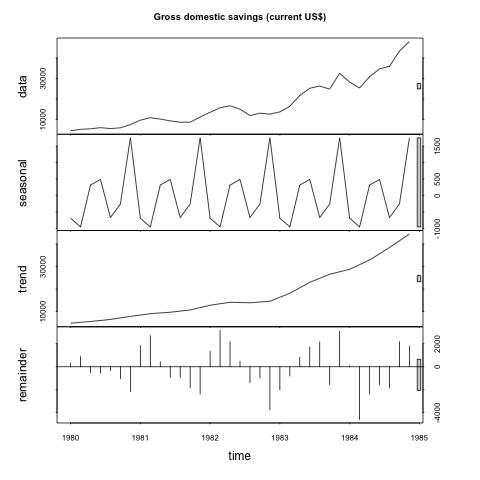 Gross domestic savings (current US$)
data
10000 30000
seasonal
-1000 0 500 1500
trend
10000 30000
remainder
-4000 0 2000
1980 1981 1982 1983 1984 1985
time